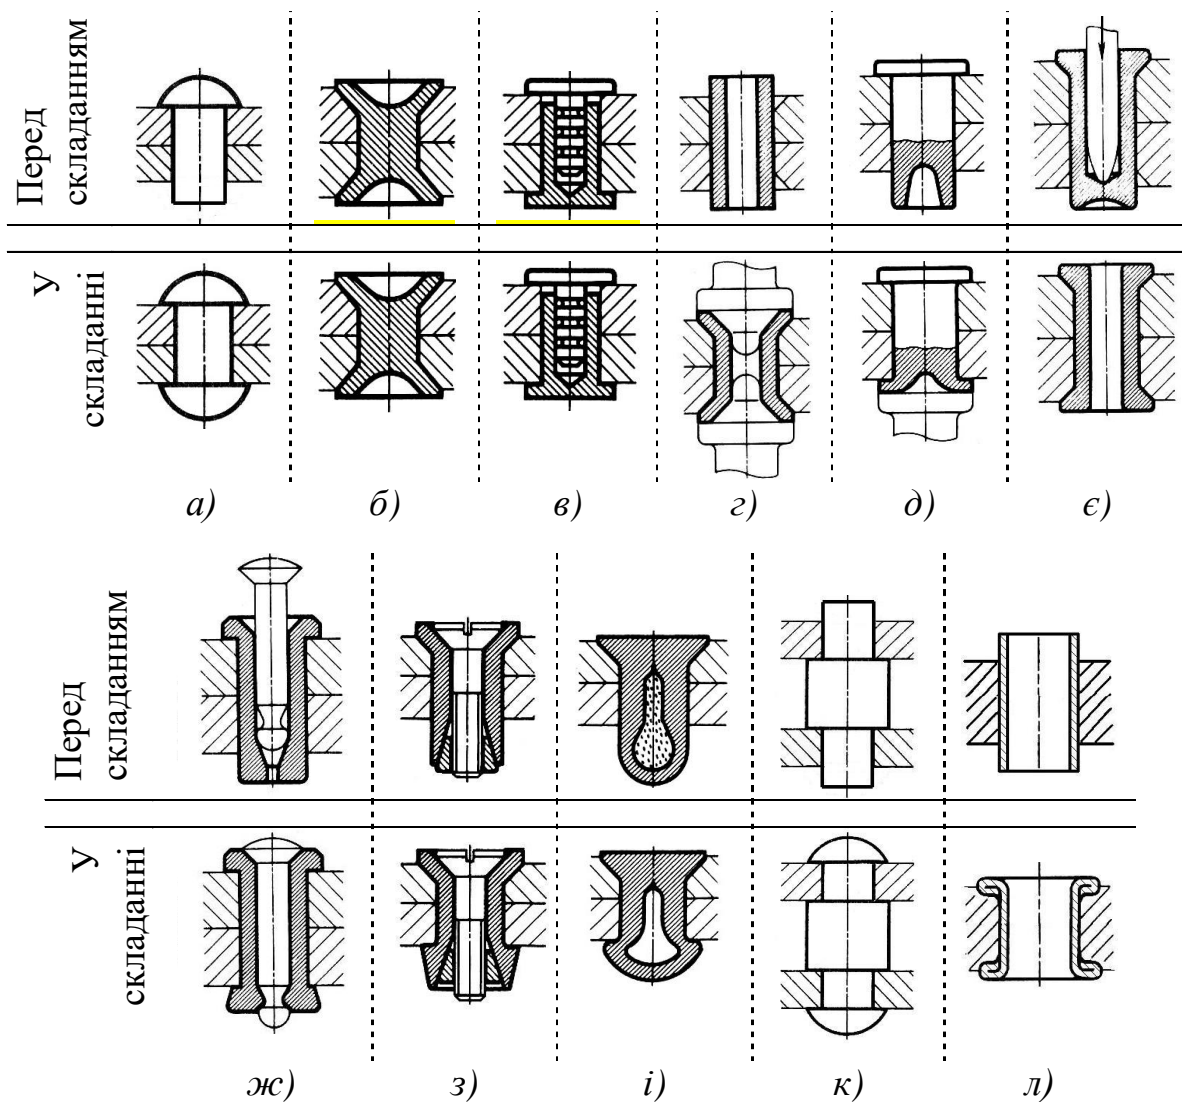 Перед
складанням
У
складанні
а)
б)
в)
г)
д)
є)
Перед
складанням
У
складанні
ж)
з)
і)
к)
л)